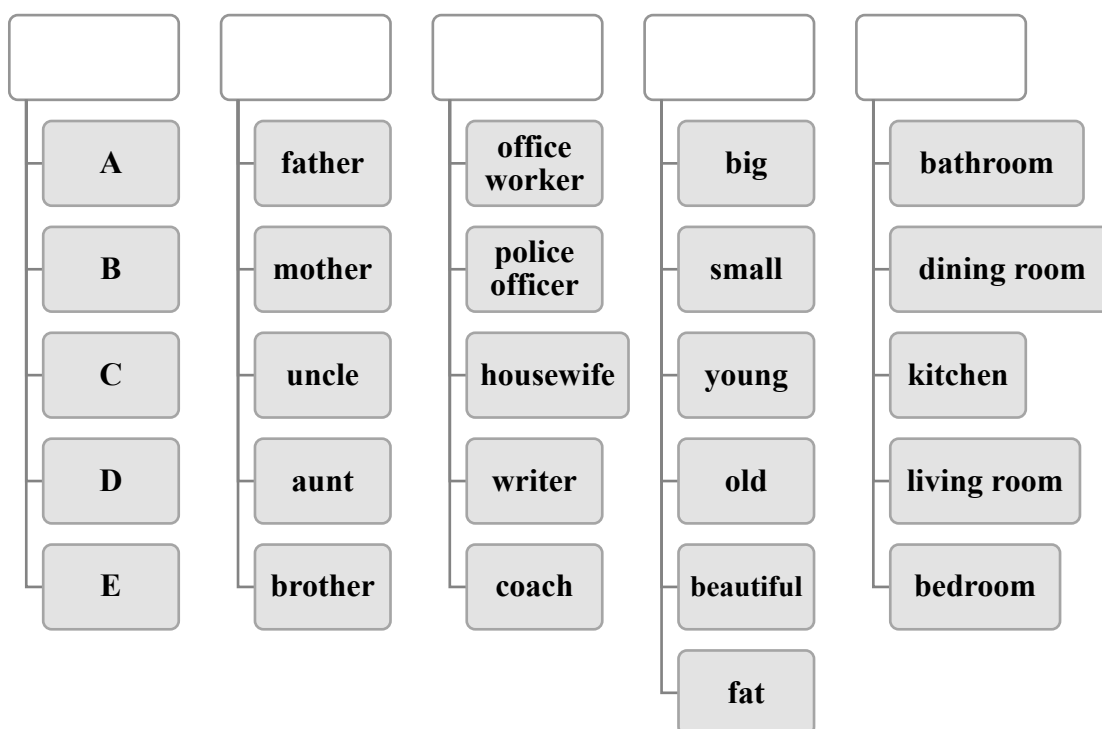 A
B
C
D
E
father
mother
uncle
aunt
brother
office
worker
police
officer
housewife
writer
coach
big
small
young
old
beautiful
fat
bathroom
dining room
kitchen
living room
bedroom